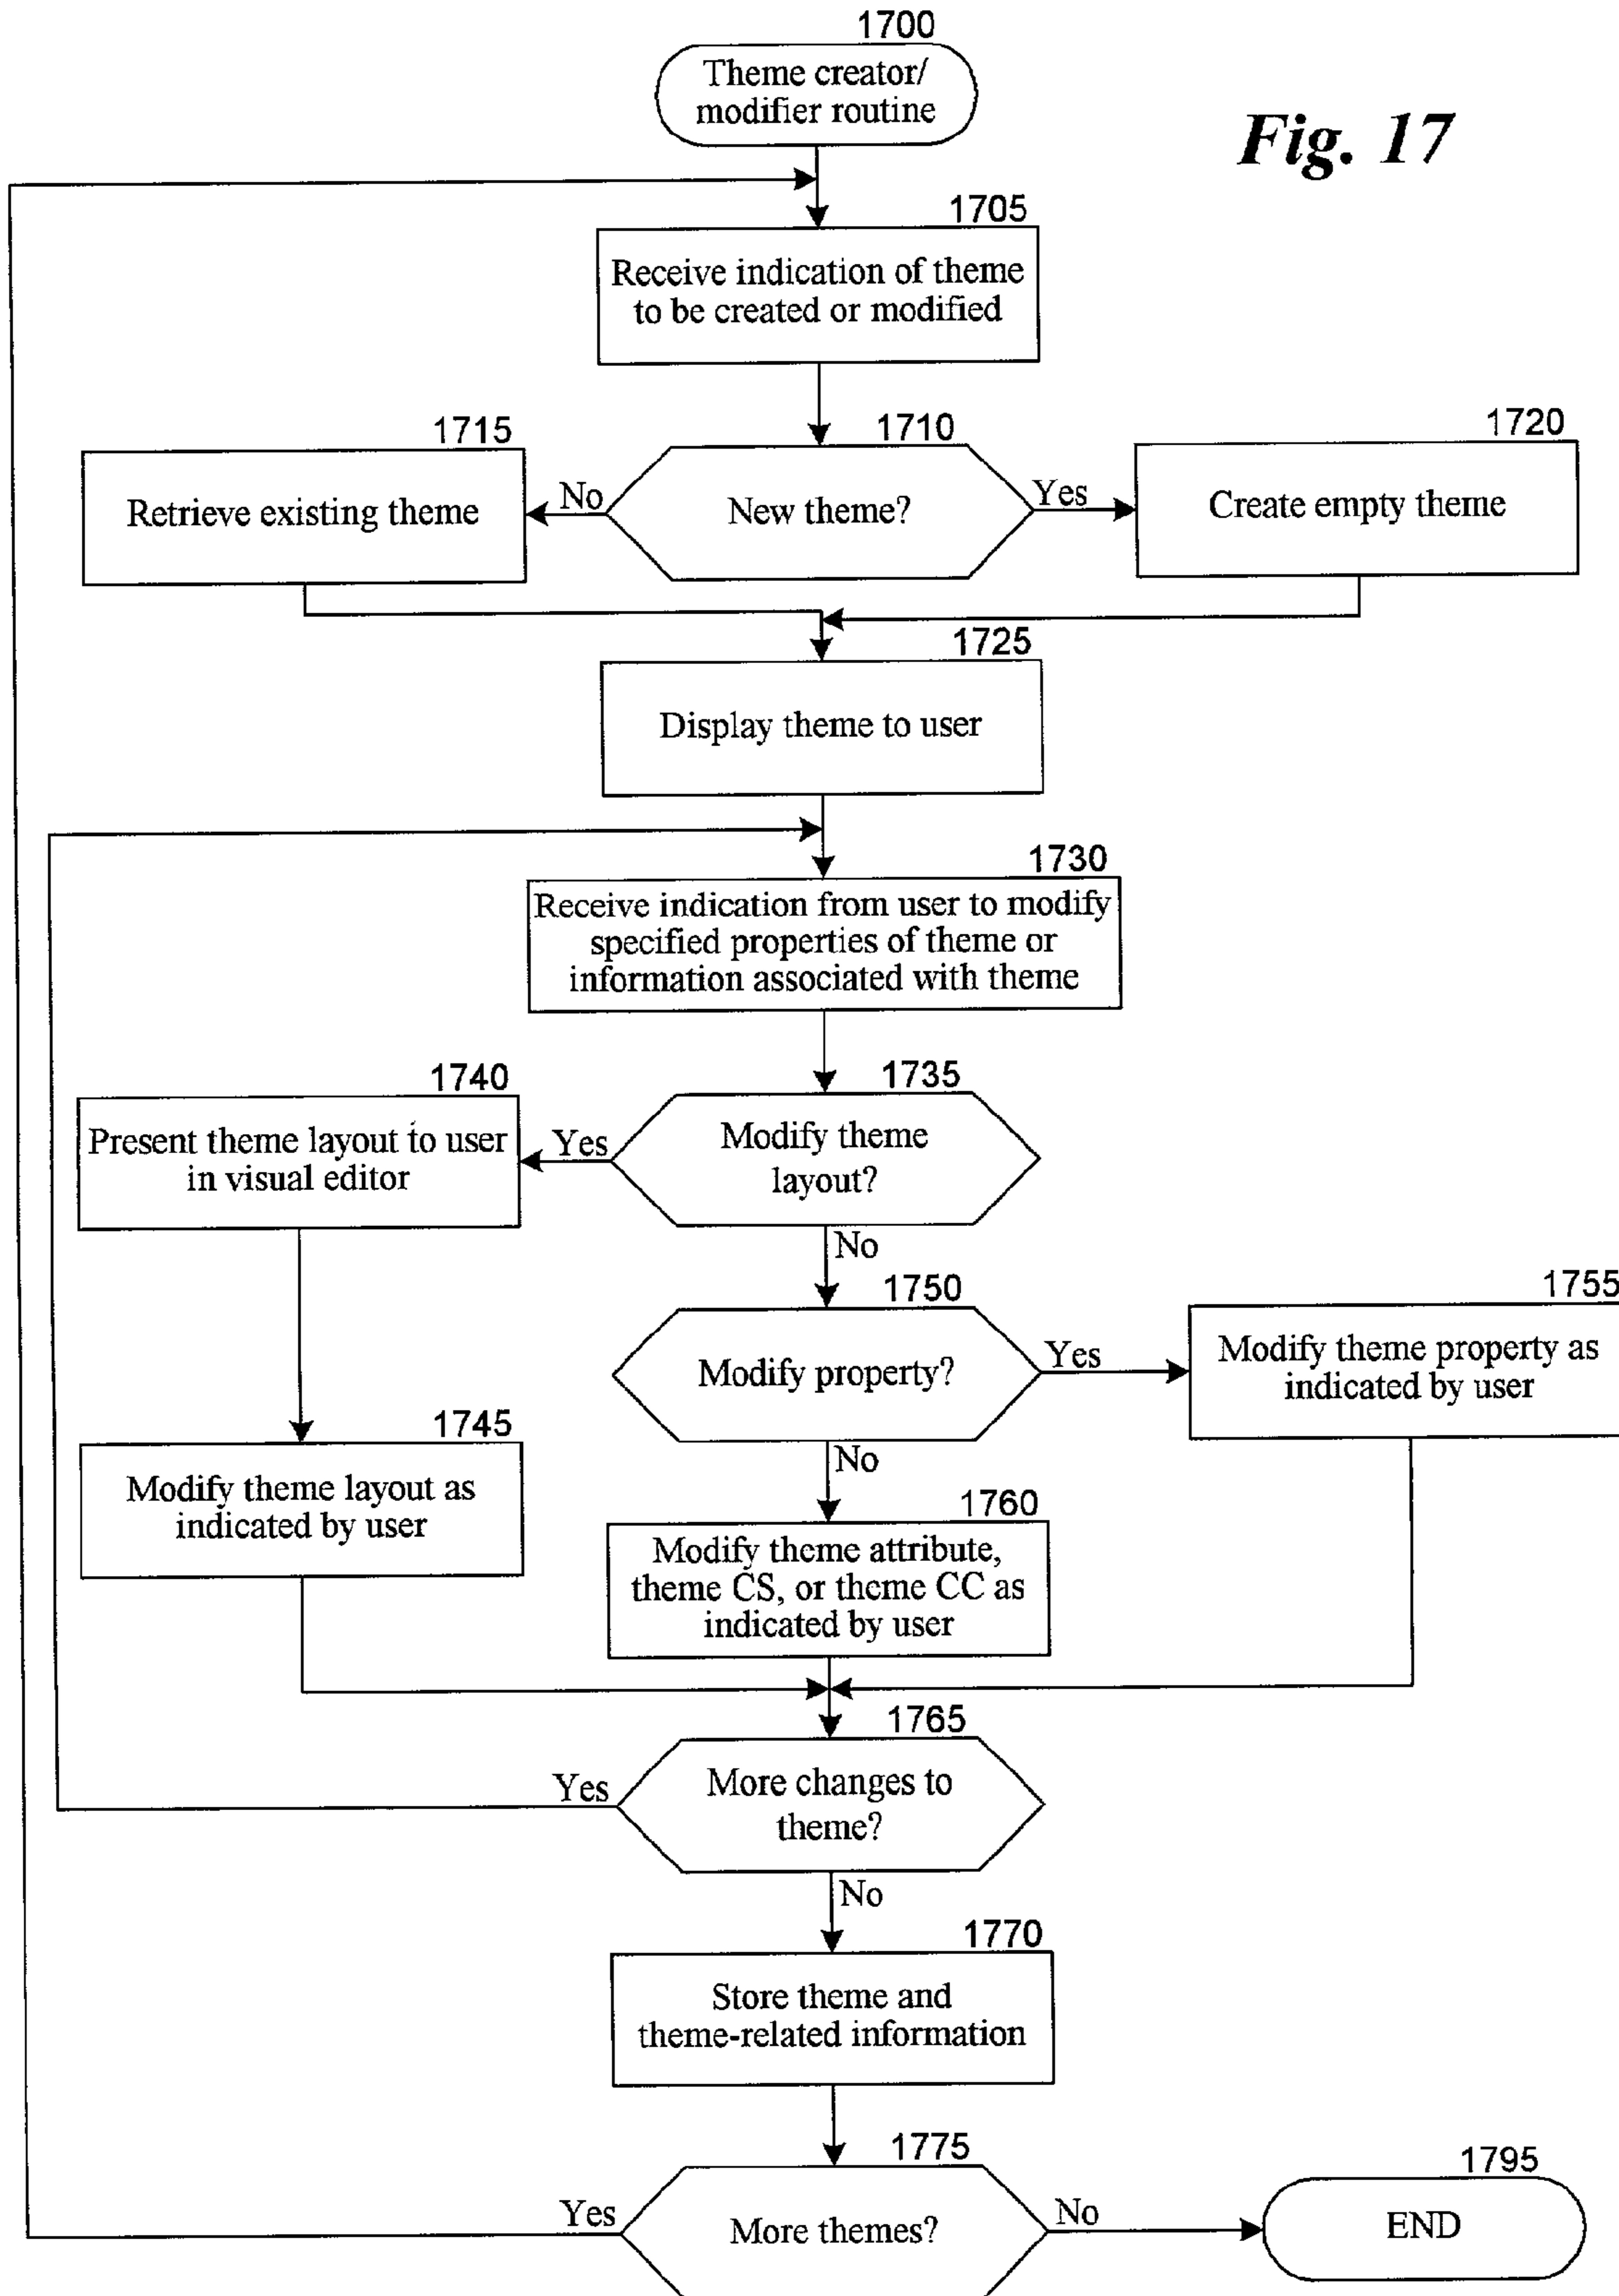 1700
Theme creator/
modifier routine
Fig. 17
1705
Receive indication of theme
to be created or modified
1715
1710
1720
Retrieve existing theme
No
New theme?
Yes
Create empty theme
1725
Display theme to user
1730
Receive indication from user to modify
specified properties of theme or
information associated with theme
1740
1735
Present theme layout to user
in visual editor
Yes
Modify theme
layout?
No
1750
1755
Modify property?
Yes
Modify theme property as
indicated by user
1745
No
Modify theme layout as
indicated by user
1760
Modify theme attribute,
theme CS, or theme CC as
indicated by user
1765
Yes
More changes to
theme?
No
1770
Store theme and
theme-related information
1775
1795
Yes
More themes?
No
END